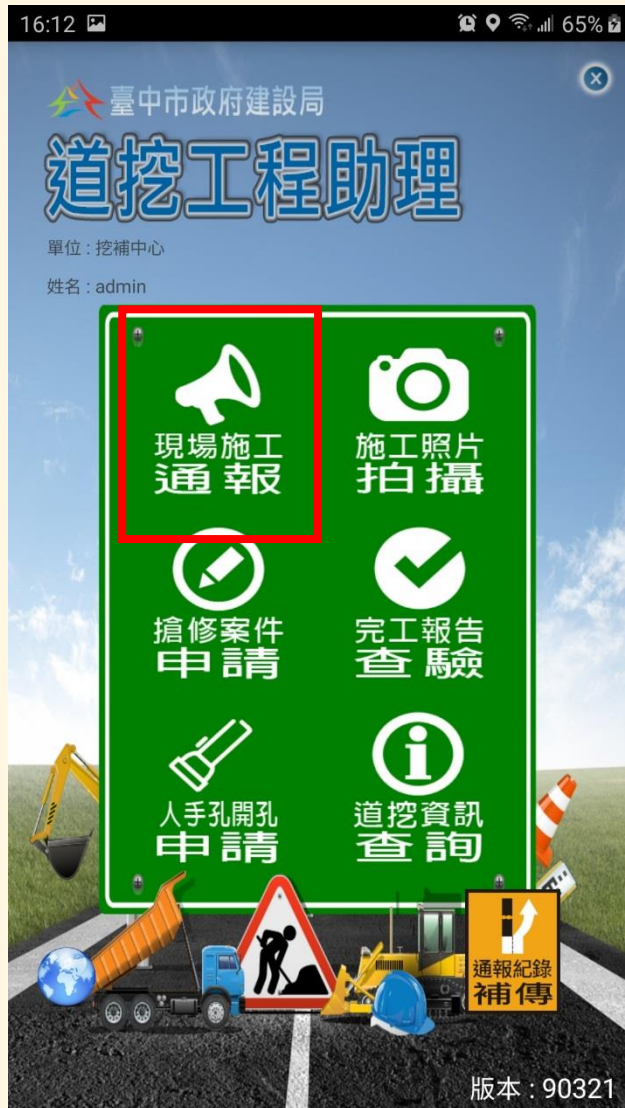 16:12
65%
臺中市政府建設局
道挖工程助理
單位 : 挖補中心
姓名 : admin
現場施工
通報
施工照片
拍攝
搶修案件
申請
完工報告
查驗
人手孔開孔
申請
道挖資訊
查詢
通報紀錄
補傳
版本 : 90321